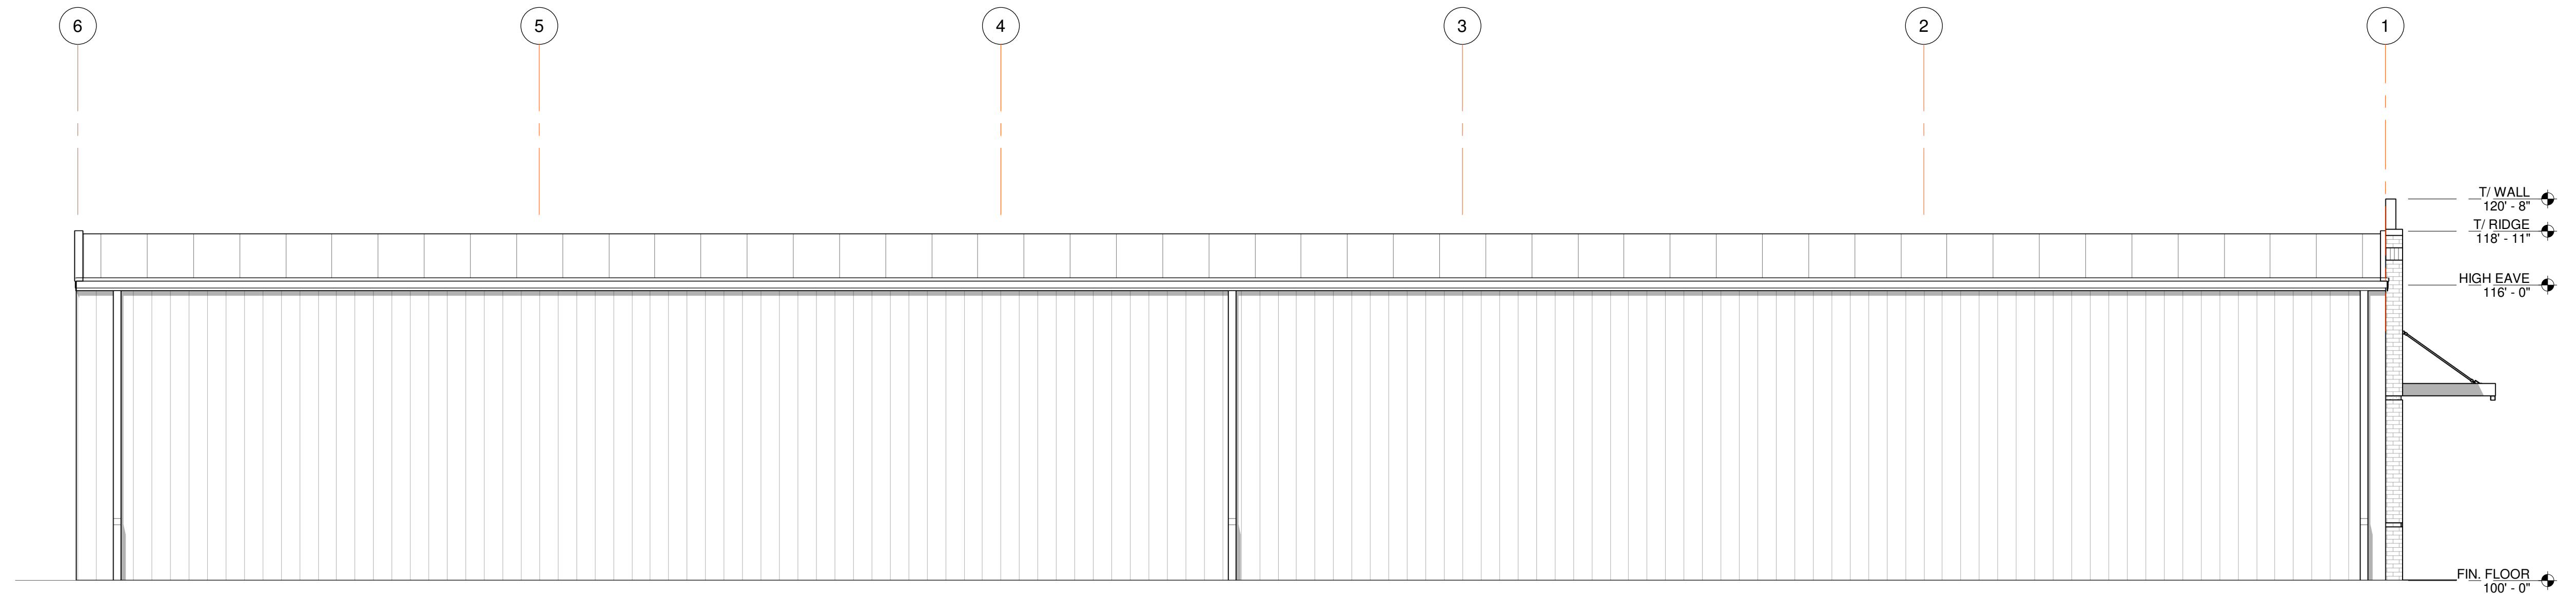 6 5 4 3 2 1
T/ WALL
120' - 8"
T/ RIDGE
118' - 11"
HIGH EAVE
116' - 0"
FIN. FLOOR
100' - 0"